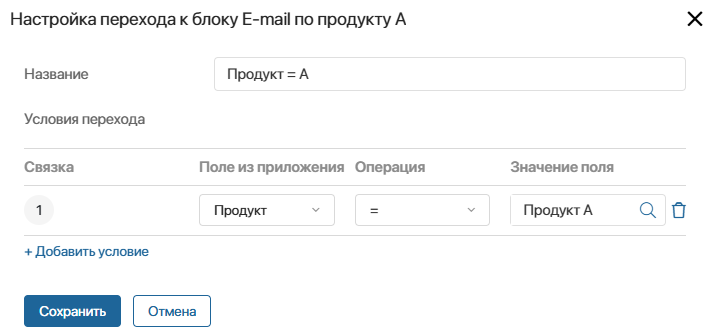 Настройка перехода к блоку E-mail по продукту А
Название
Продукт = А
Условия перехода
Связка Поле из приложения Операция Значение поля
1 Продукт = Продукт А
+ Добавить условие
Сохранить Отмена